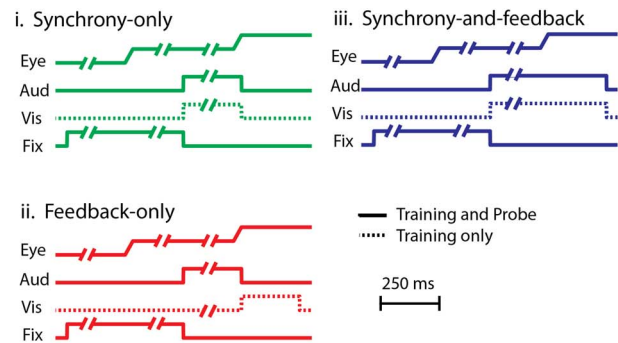 i. Synchrony-only
Eye
Aud
Vis
Fix
iii. Synchrony-and-feedback
Eye
Aud
Vis
Fix
ii. Feedback-only
Eye
Aud
Vis
Fix
Training and Probe
Training only
250 ms